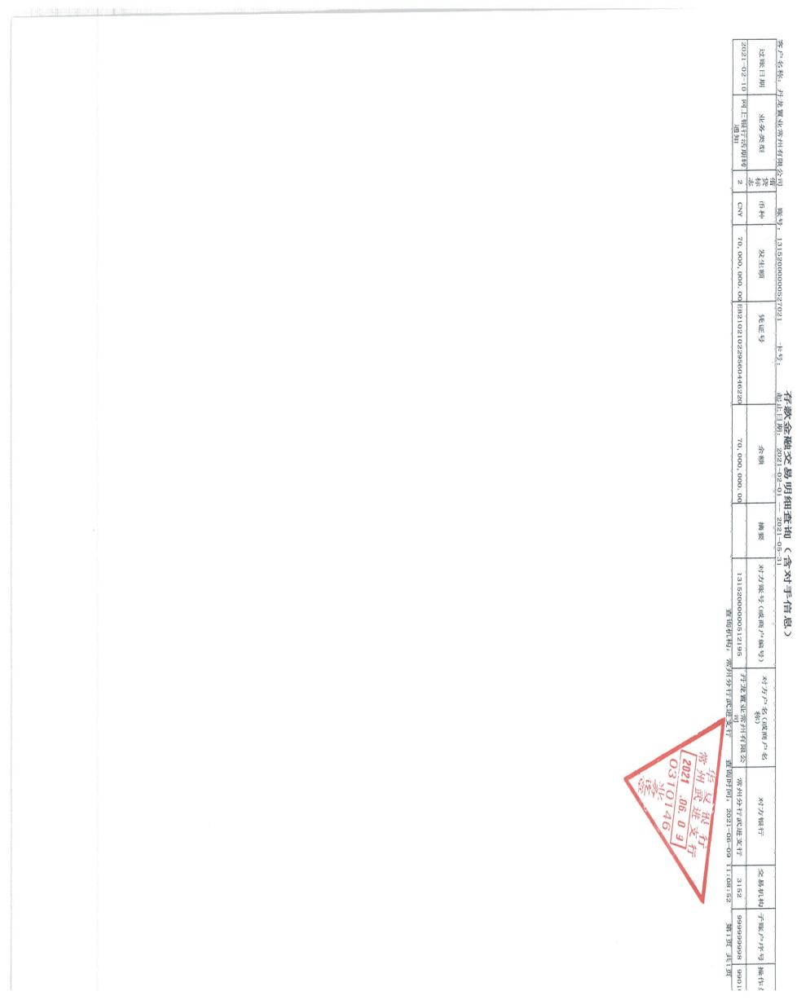 存款金融交易明细查询（含对手信息）
客户名称：丹龙置业常州有限公司 账号：13152000000527021 卡号： 起止日期：2021-02-01 — 2021-05-31
过账日期 业务类型 借贷标志 币种 发生额 凭证号 余额 摘要 对方账号(或商户编号) 对方户名(或商户名称) 对方银行 交易机构 子账户序号 操作
2021-02-10 网上银行活期转通知 2 CNY 70,000,000.00 EB210210229560446220 70,000,000.00 13152000000512195 丹龙置业常州有限公司 常州分行武进支行 3152 999999998 9901
查询机构：常州分行武进支行 查询时间：2021-06-09 11:08:52 第1页 共1页
华夏银行
常州武进支行
2021.06.09
0310146
业务